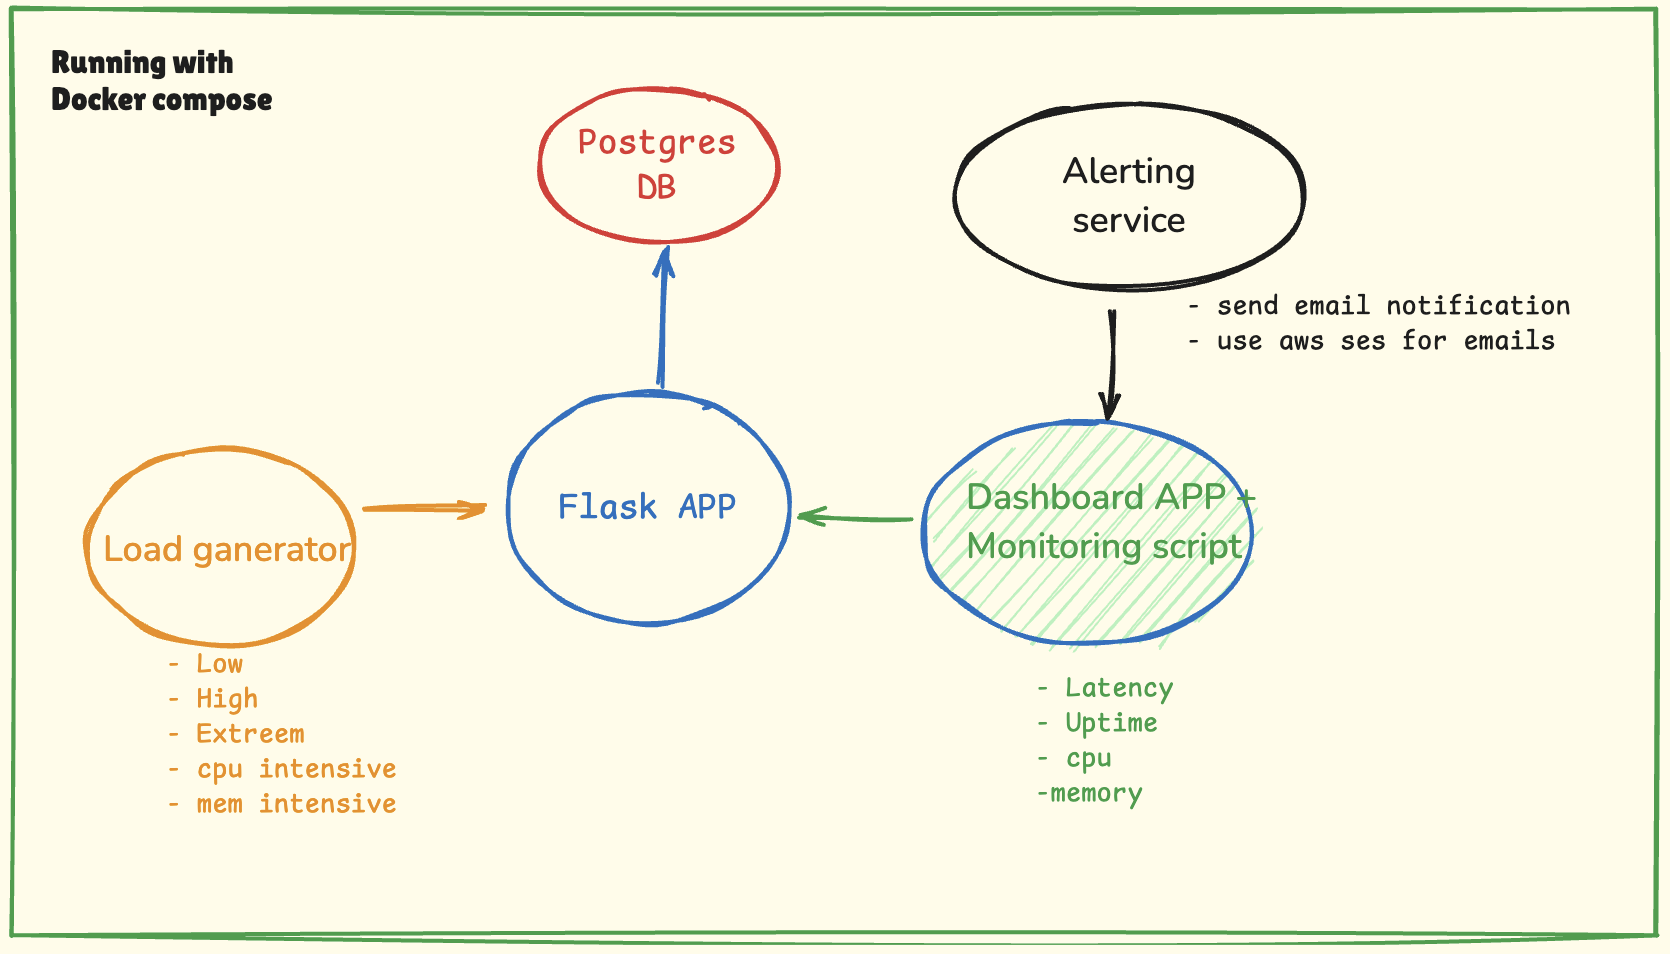 Running with
Docker compose
Postgres
DB
Alerting
service
- send email notification
- use aws ses for emails
Load ganerator
Flask APP
Dashboard APP +
Monitoring script
- Low
- High
- Extreem
- cpu intensive
- mem intensive
- Latency
- Uptime
- cpu
-memory